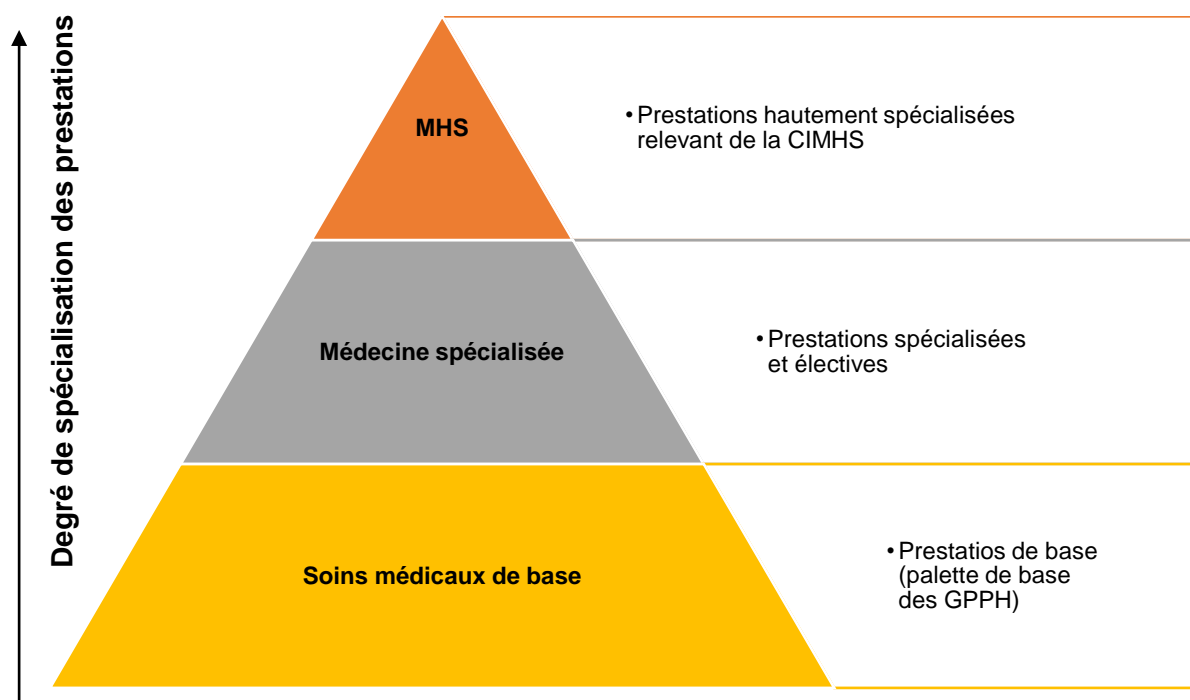 Degré de spécialisation des prestations
MHS
• Prestations hautement spécialisées
relevant de la CIMHS
Médecine spécialisée
• Prestations spécialisées
et électives
Soins médicaux de base
• Prestatios de base
(palette de base
des GPPH)